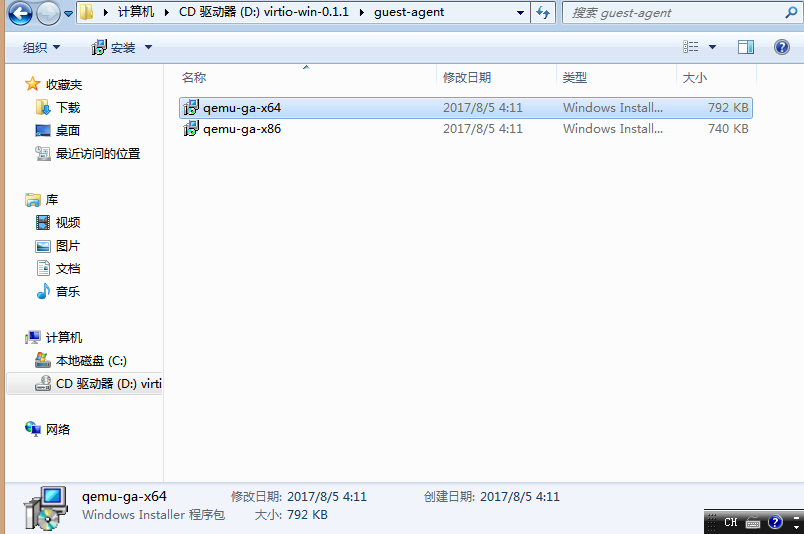 计算机 CD 驱动器 (D:) virtio-win-0.1.1 guest-agent 搜索 guest-agent
组织 安装
名称 修改日期 类型 大小
收藏夹
下载
桌面
最近访问的位置
库
视频
图片
文档
音乐
计算机
本地磁盘 (C:)
CD 驱动器 (D:) virti
网络
qemu-ga-x64 2017/8/5 4:11 Windows Install... 792 KB
qemu-ga-x86 2017/8/5 4:11 Windows Install... 740 KB
qemu-ga-x64 修改日期: 2017/8/5 4:11 创建日期: 2017/8/5 4:11
Windows Installer 程序包 大小: 792 KB
CH